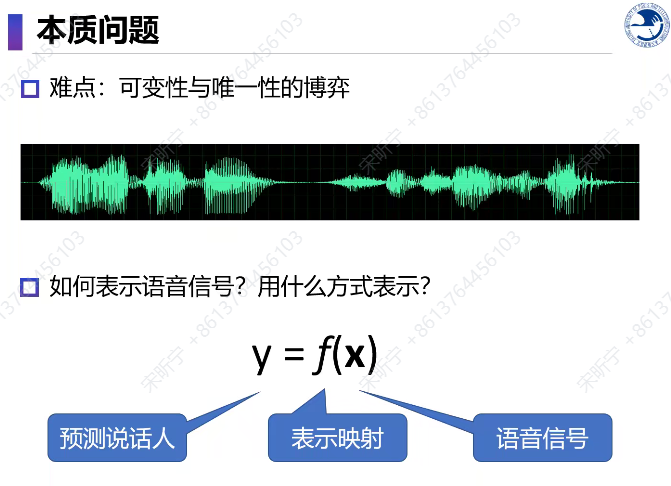 本质问题
难点：可变性与唯一性的博弈
如何表示语音信号？用什么方式表示？
y = f(x)
预测说话人
表示映射
语音信号
宋昕宁 +8613764456103